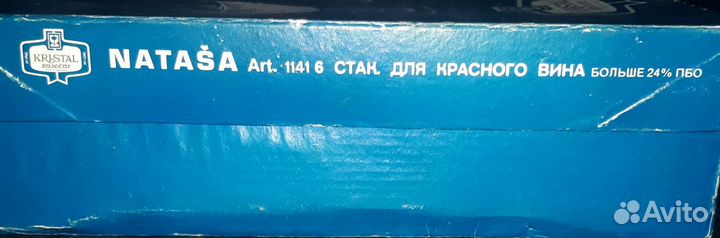 KRISTAL
zaječar
NATAŠA Art. 1141 6 СТАК. ДЛЯ КРАСНОГО ВИНА БОЛЬШЕ 24% ПБО
Avito